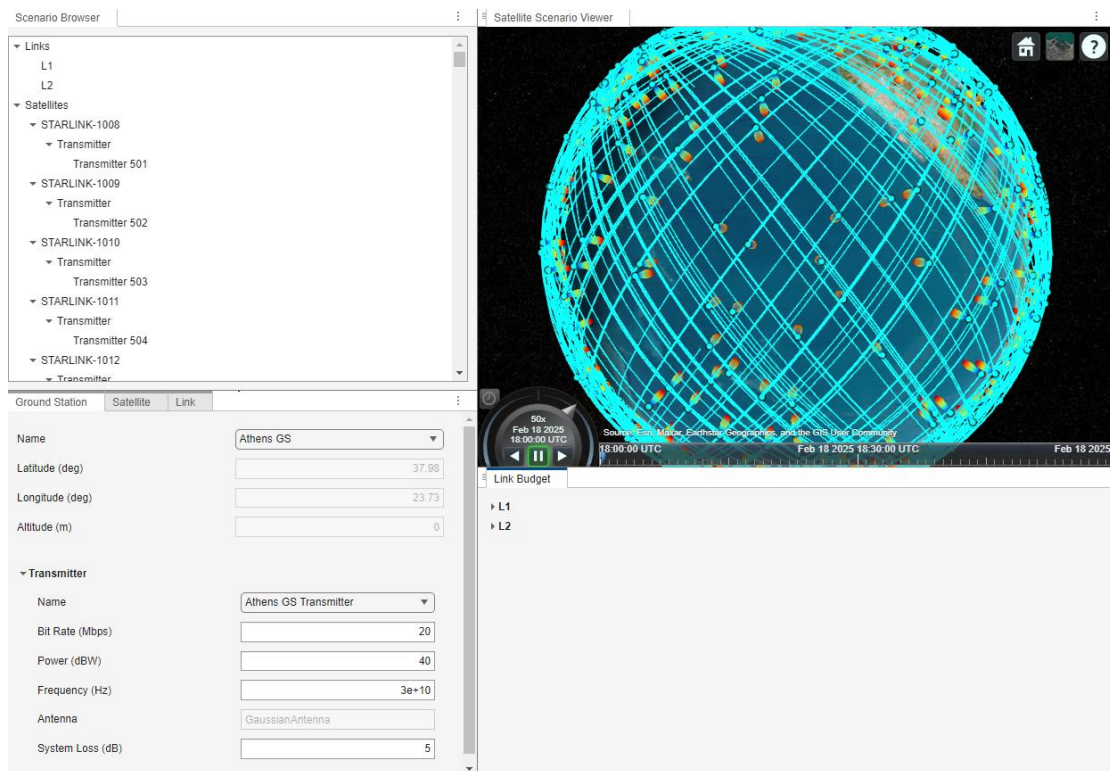 Scenario Browser
Links
L1
L2
Satellites
STARLINK-1008
Transmitter
Transmitter 501
STARLINK-1009
Transmitter
Transmitter 502
STARLINK-1010
Transmitter
Transmitter 503
STARLINK-1011
Transmitter
Transmitter 504
STARLINK-1012
Transmitter
Satellite Scenario Viewer
?
50x
Feb 18 2025
18:00:00 UTC
Source: Esri, Maxar, Earthstar Geographics, and the GIS User Community
18:00:00 UTC
Feb 18 2025 18:30:00 UTC
Feb 18 2025
Ground Station Satellite Link
Name Athens GS
Latitude (deg) 37.98
Longitude (deg) 23.73
Altitude (m) 0
Transmitter
Name Athens GS Transmitter
Bit Rate (Mbps) 20
Power (dBW) 40
Frequency (Hz) 3e+10
Antenna GaussianAntenna
System Loss (dB) 5
Link Budget
L1
L2